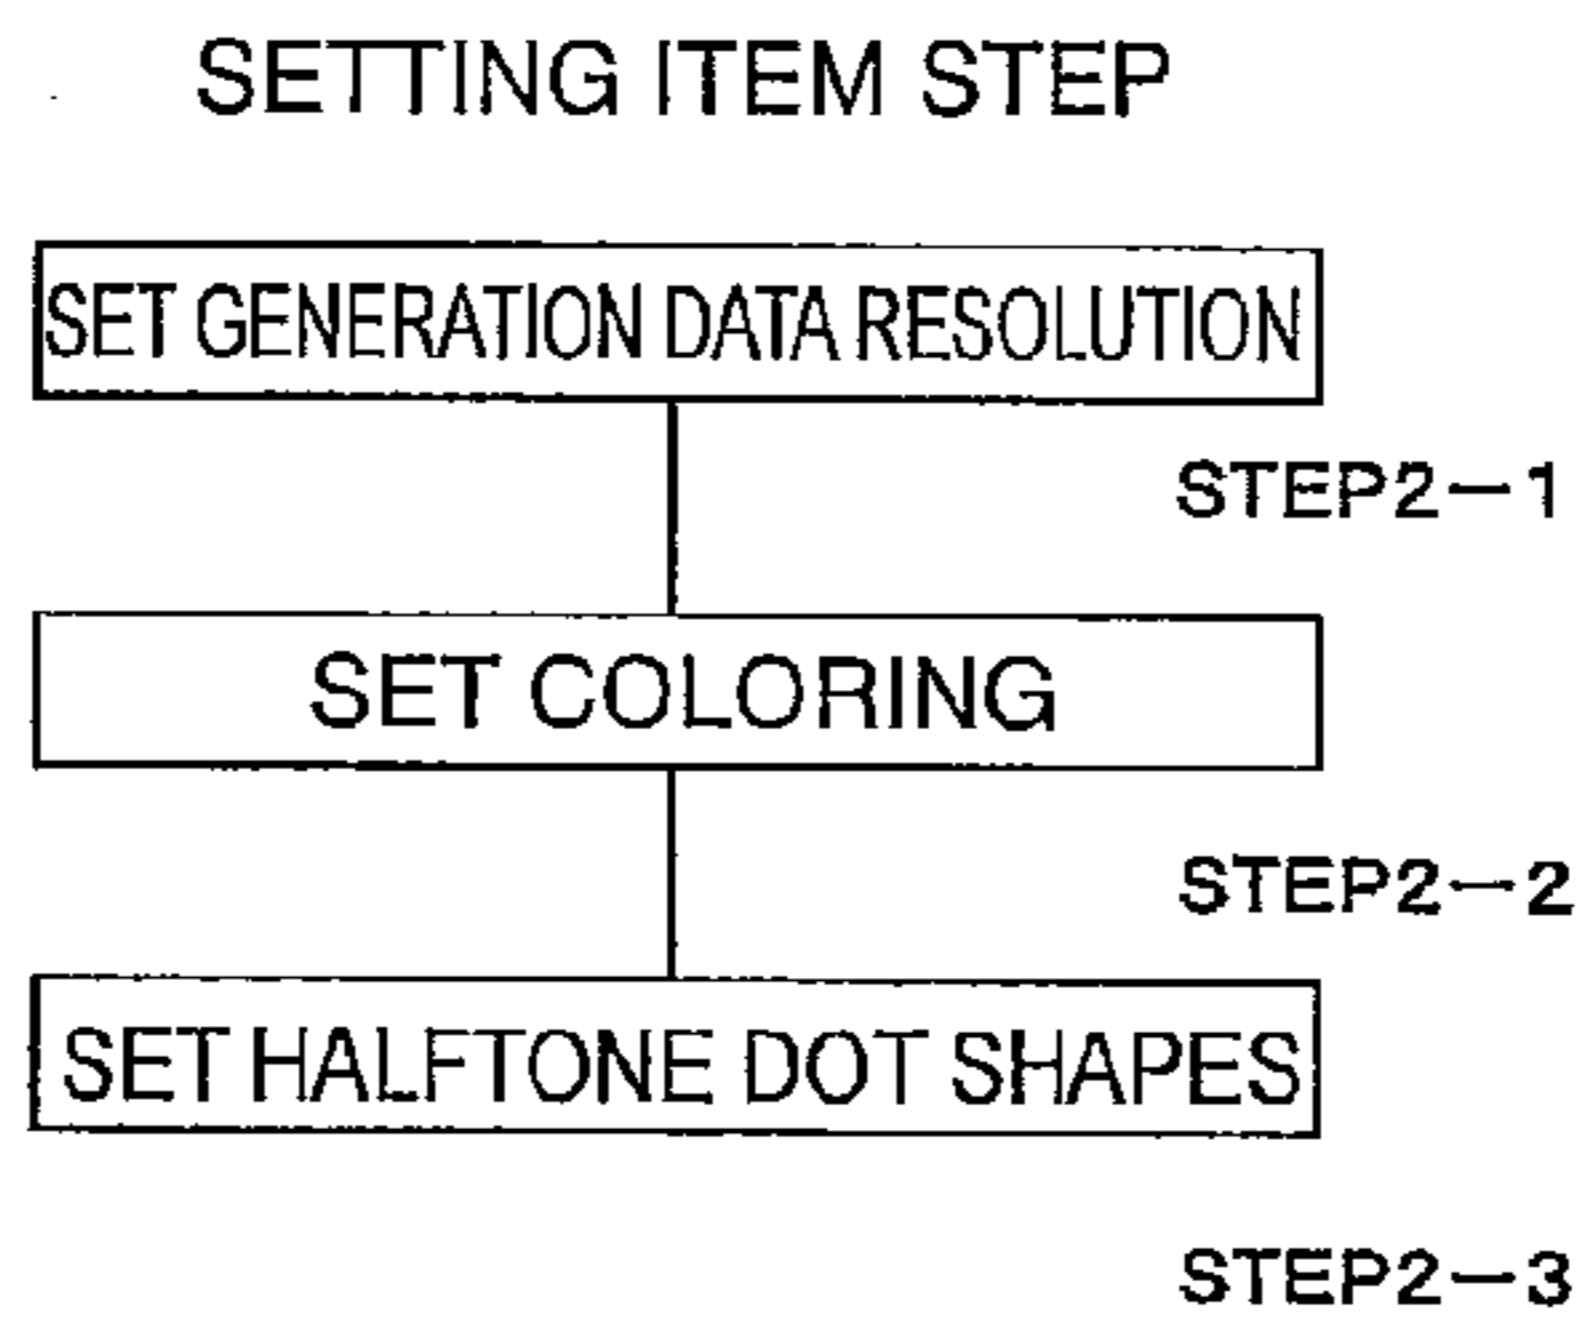 SETTING ITEM STEP
SET GENERATION DATA RESOLUTION
STEP2-1
SET COLORING
STEP2-2
SET HALFTONE DOT SHAPES
STEP2-3